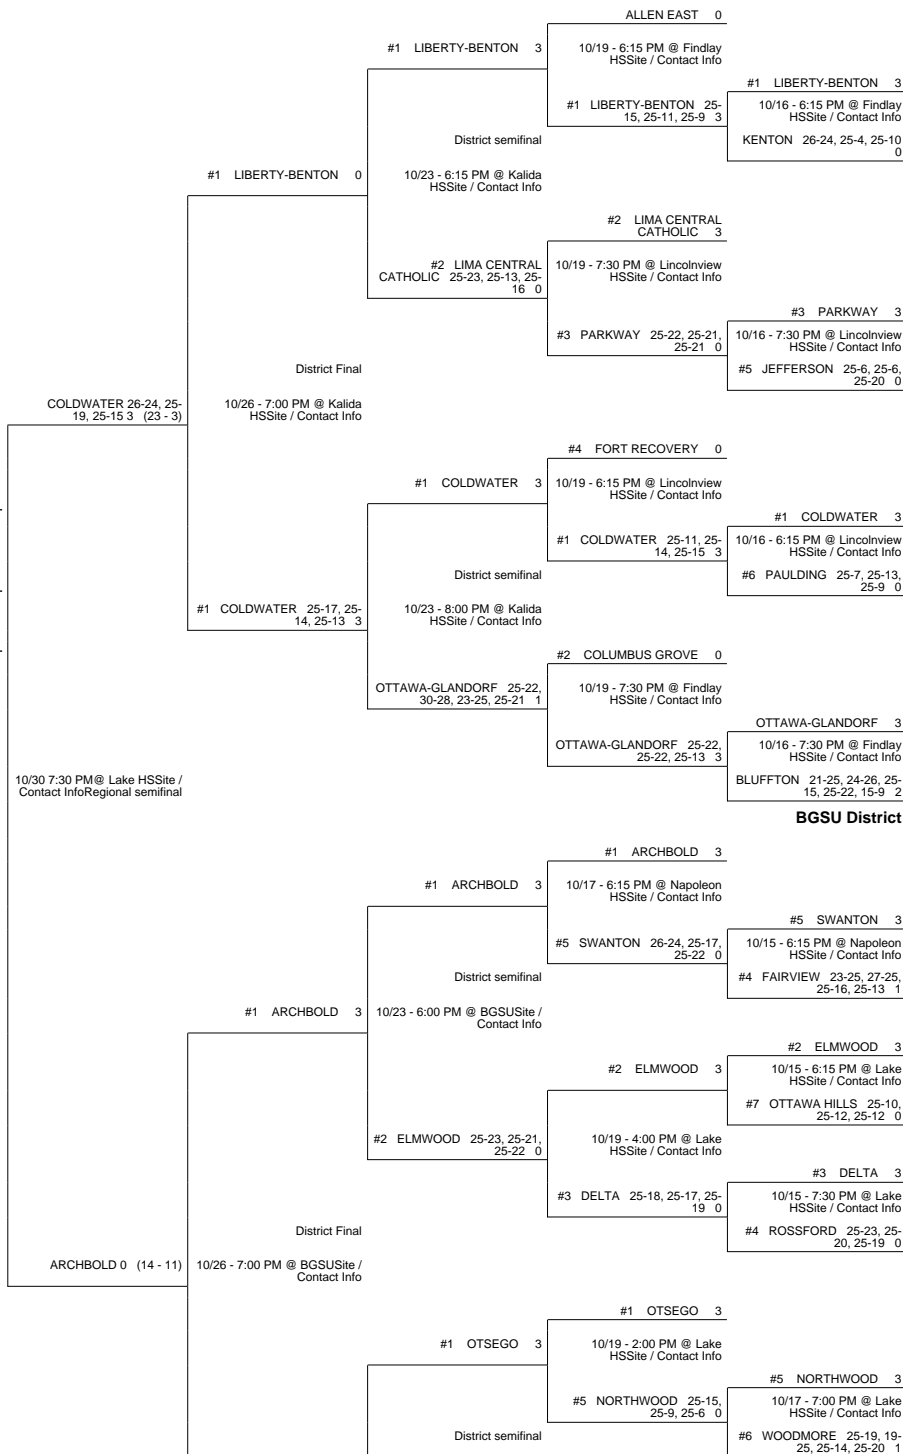 ALLEN EAST 0
#1 LIBERTY-BENTON 3
10/19 - 6:15 PM @ Findlay
HSSite / Contact Info
#1 LIBERTY-BENTON 3
#1 LIBERTY-BENTON 25-
15, 25-11, 25-9 3
10/16 - 6:15 PM @ Findlay
HSSite / Contact Info
District semifinal
KENTON 26-24, 25-4, 25-10
0
#1 LIBERTY-BENTON 0
10/23 - 6:15 PM @ Kalida
HSSite / Contact Info
#2 LIMA CENTRAL
CATHOLIC 3
#2 LIMA CENTRAL
CATHOLIC 25-23, 25-13, 25-
16 0
10/19 - 7:30 PM @ Lincolnview
HSSite / Contact Info
#3 PARKWAY 3
#3 PARKWAY 25-22, 25-21,
25-21 0
10/16 - 7:30 PM @ Lincolnview
HSSite / Contact Info
District Final
#5 JEFFERSON 25-6, 25-6,
25-20 0
COLDWATER 26-24, 25-
19, 25-15 3 (23 - 3)
10/26 - 7:00 PM @ Kalida
HSSite / Contact Info
#4 FORT RECOVERY 0
#1 COLDWATER 3
10/19 - 6:15 PM @ Lincolnview
HSSite / Contact Info
#1 COLDWATER 3
#1 COLDWATER 25-11, 25-
14, 25-15 3
10/16 - 6:15 PM @ Lincolnview
HSSite / Contact Info
District semifinal
#6 PAULDING 25-7, 25-13,
25-9 0
#1 COLDWATER 25-17, 25-
14, 25-13 3
10/23 - 8:00 PM @ Kalida
HSSite / Contact Info
#2 COLUMBUS GROVE 0
OTTAWA-GLANDORF 25-22,
30-28, 23-25, 25-21 1
10/19 - 7:30 PM @ Findlay
HSSite / Contact Info
OTTAWA-GLANDORF 3
OTTAWA-GLANDORF 25-22,
25-22, 25-13 3
10/16 - 7:30 PM @ Findlay
HSSite / Contact Info
10/30 7:30 PM@ Lake HSSite /
Contact InfoRegional semifinal
BLUFFTON 21-25, 24-26, 25-
15, 25-22, 15-9 2
BGSU District
#1 ARCHBOLD 3
#1 ARCHBOLD 3
10/17 - 6:15 PM @ Napoleon
HSSite / Contact Info
#5 SWANTON 3
#5 SWANTON 26-24, 25-17,
25-22 0
10/15 - 6:15 PM @ Napoleon
HSSite / Contact Info
District semifinal
#4 FAIRVIEW 23-25, 27-25,
25-16, 25-13 1
#1 ARCHBOLD 3
10/23 - 6:00 PM @ BGSUSite /
Contact Info
#2 ELMWOOD 3
#2 ELMWOOD 3
10/15 - 6:15 PM @ Lake
HSSite / Contact Info
#7 OTTAWA HILLS 25-10,
25-12, 25-12 0
#2 ELMWOOD 25-23, 25-21,
25-22 0
10/19 - 4:00 PM @ Lake
HSSite / Contact Info
#3 DELTA 3
#3 DELTA 25-18, 25-17, 25-
19 0
10/15 - 7:30 PM @ Lake
HSSite / Contact Info
District Final
#4 ROSSFORD 25-23, 25-
20, 25-19 0
ARCHBOLD 0 (14 - 11)
10/26 - 7:00 PM @ BGSUSite /
Contact Info
#1 OTSEGO 3
#1 OTSEGO 3
10/19 - 2:00 PM @ Lake
HSSite / Contact Info
#5 NORTHWOOD 3
#5 NORTHWOOD 25-15,
25-9, 25-6 0
10/17 - 7:00 PM @ Lake
HSSite / Contact Info
District semifinal
#6 WOODMORE 25-19, 19-
25, 25-14, 25-20 1